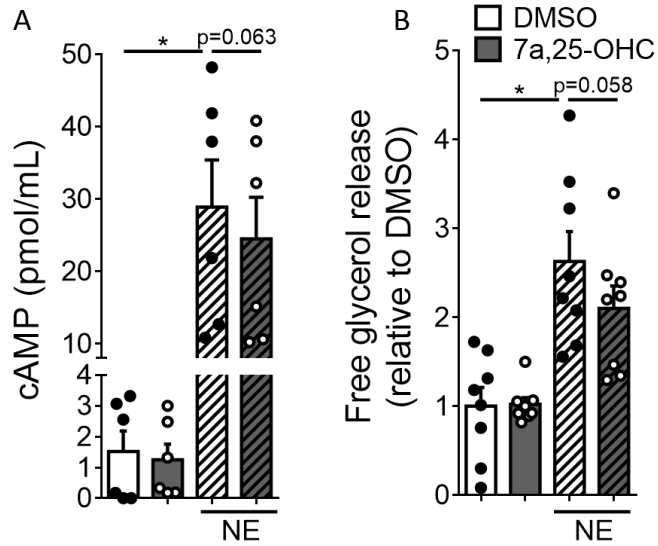 A
cAMP (pmol/mL)
50
40
30
20
10
4
3
2
1
0
*
p=0.063
NE
B
DMSO
7a,25-OHC
Free glycerol release
(relative to DMSO)
5
4
3
2
1
0
*
p=0.058
NE